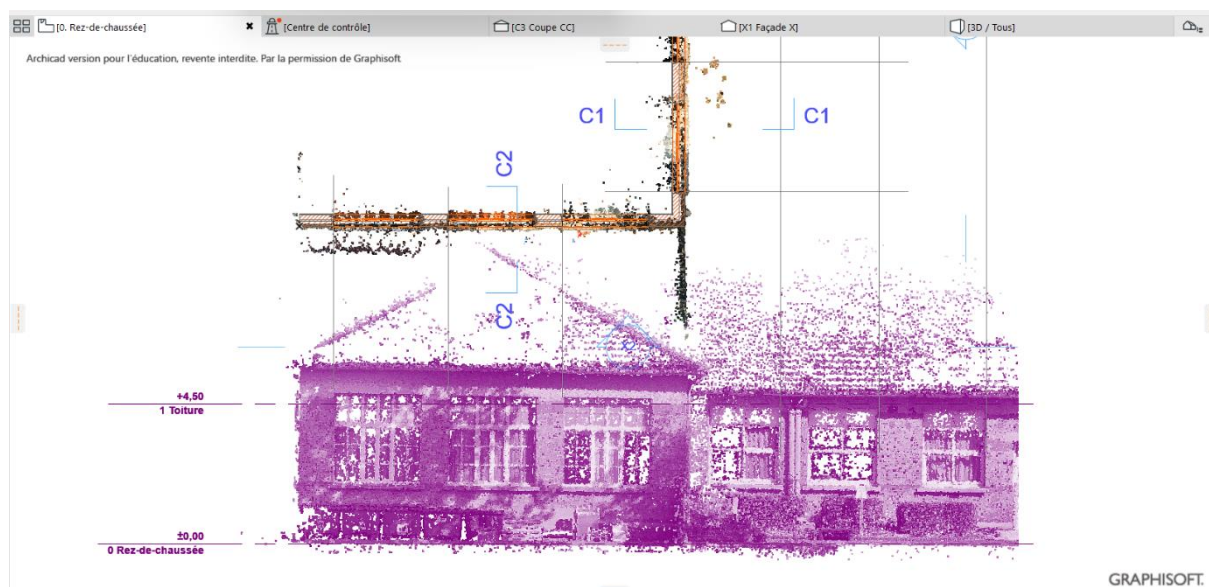 [0. Rez-de-chaussée]
[Centre de contrôle]
[C3 Coupe CC]
[X1 Façade X]
[3D / Tous]
Archicad version pour l'éducation, revente interdite. Par la permission de Graphisoft
C1
C1
C2
C2
+4,50
1 Toiture
±0,00
0 Rez-de-chaussée
GRAPHISOFT.